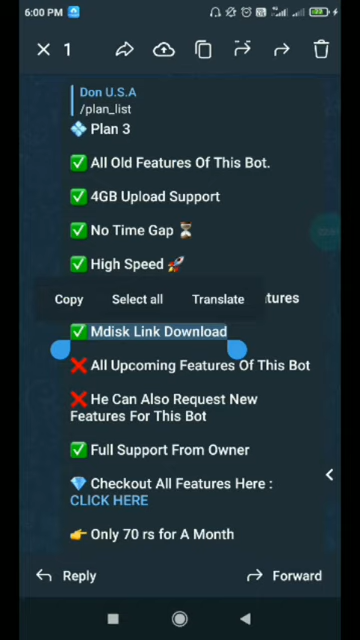 6:00 PM
1
Don U.S.A
/plan_list
Plan 3
All Old Features Of This Bot.
4GB Upload Support
No Time Gap
High Speed
Copy Select all Translate
atures
Mdisk Link Download
All Upcoming Features Of This Bot
He Can Also Request New
Features For This Bot
Full Support From Owner
Checkout All Features Here :
CLICK HERE
Only 70 rs for A Month
Reply Forward